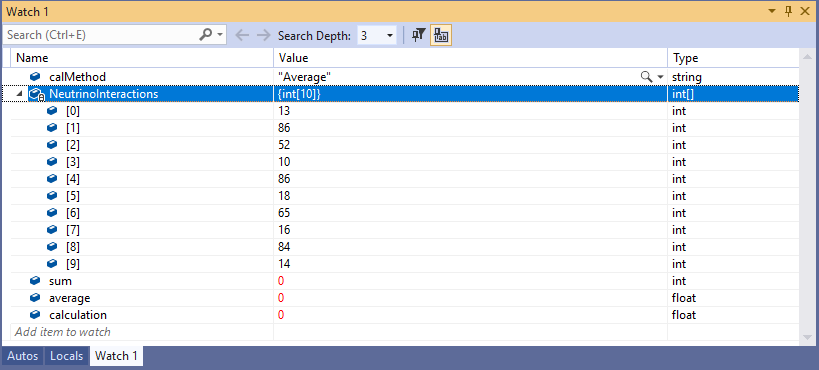 Watch 1
Search (Ctrl+E) Search Depth: 3
Name Value Type
calMethod "Average" string
NeutrinoInteractions {int[10]} int[]
[0] 13 int
[1] 86 int
[2] 52 int
[3] 10 int
[4] 86 int
[5] 18 int
[6] 65 int
[7] 16 int
[8] 84 int
[9] 14 int
sum 0 int
average 0 float
calculation 0 float
Add item to watch
Autos Locals Watch 1